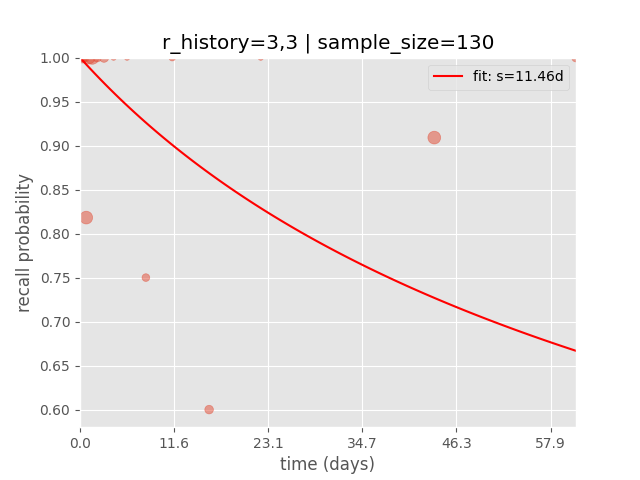 r_history=3,3 | sample_size=130
fit: s=11.46d
1.00
0.95
0.90
0.85
0.80
0.75
0.70
0.65
0.60
recall probability
0.0 11.6 23.1 34.7 46.3 57.9
time (days)